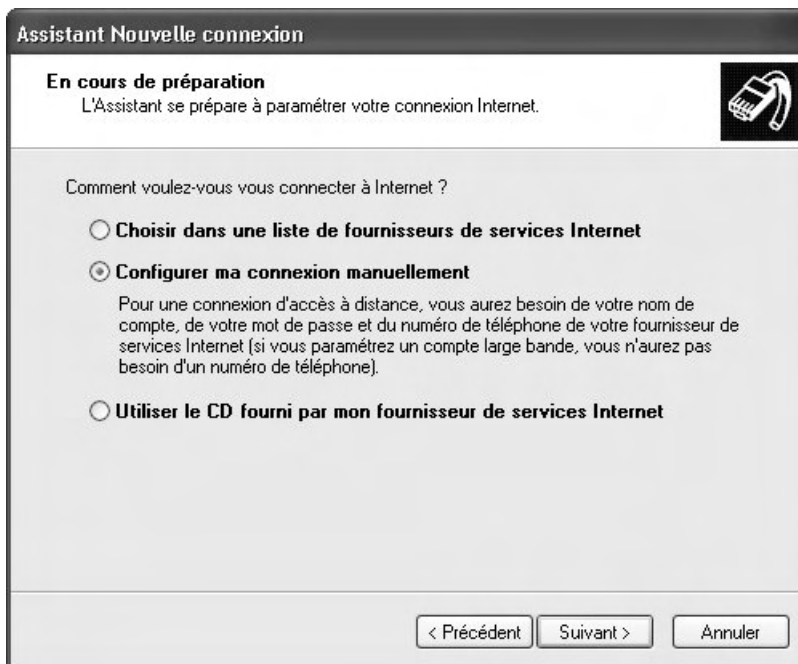 Assistant Nouvelle connexion
En cours de préparation
L'Assistant se prépare à paramétrer votre connexion Internet.
Comment voulez-vous vous connecter à Internet ?
Choisir dans une liste de fournisseurs de services Internet
Configurer ma connexion manuellement
Pour une connexion d'accès à distance, vous aurez besoin de votre nom de
compte, de votre mot de passe et du numéro de téléphone de votre fournisseur de
services Internet (si vous paramétrez un compte large bande, vous n'aurez pas
besoin d'un numéro de téléphone).
Utiliser le CD fourni par mon fournisseur de services Internet
< Précédent
Suivant >
Annuler